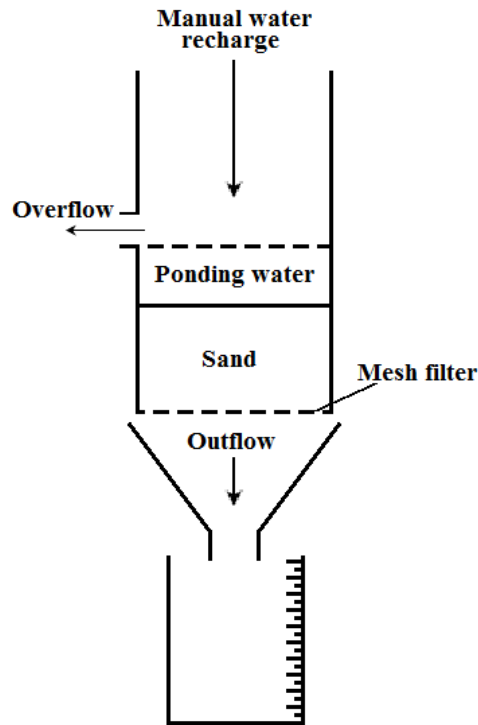 Manual water
recharge
Overflow
Ponding water
Sand
Mesh filter
Outflow